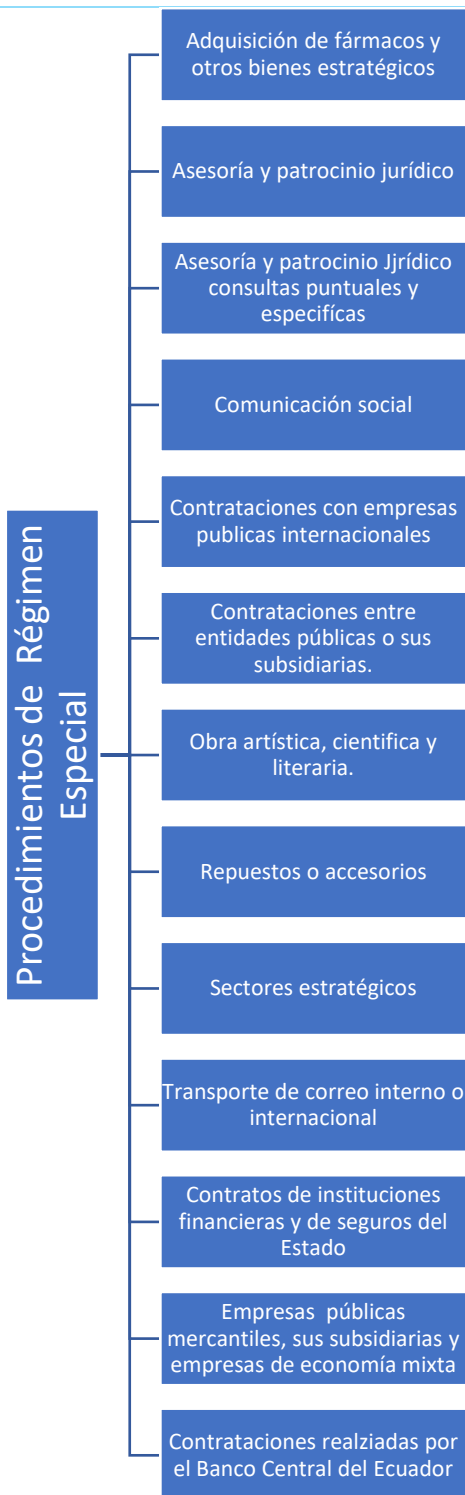 Procedimientos de Régimen
Especial
Adquisición de fármacos y
otros bienes estratégicos
Asesoría y patrocinio jurídico
Asesoría y patrocinio Jjrídico
consultas puntuales y
especifícas
Comunicación social
Contrataciones con empresas
publicas internacionales
Contrataciones entre
entidades públicas o sus
subsidiarias.
Obra artística, cientifica y
literaria.
Repuestos o accesorios
Sectores estratégicos
Transporte de correo interno o
internacional
Contratos de instituciones
financieras y de seguros del
Estado
Empresas públicas
mercantiles, sus subsidiarias y
empresas de economía mixta
Contrataciones realziadas por
el Banco Central del Ecuador